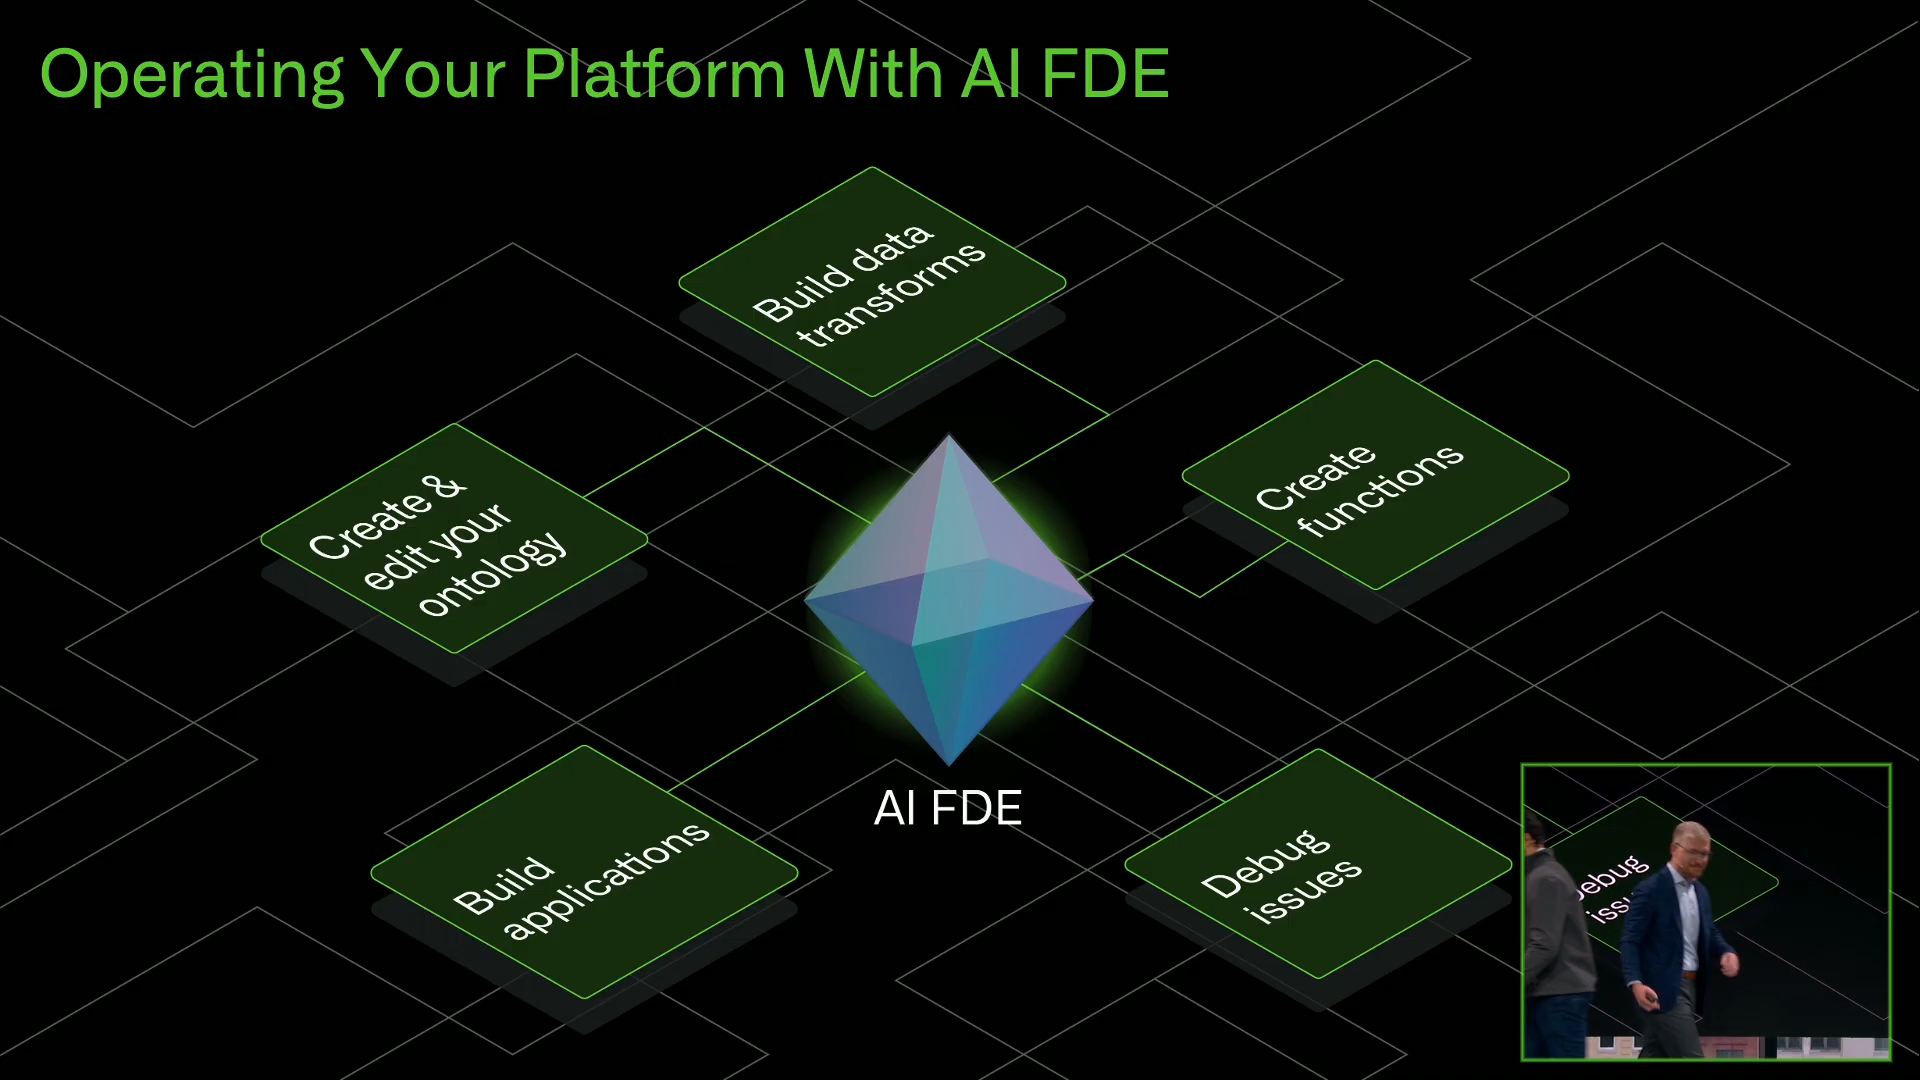 Operating Your Platform With AI FDE
Build data
transforms
Create &
edit your
ontology
Create
functions
AI FDE
Build
applications
Debug
issues
Debug